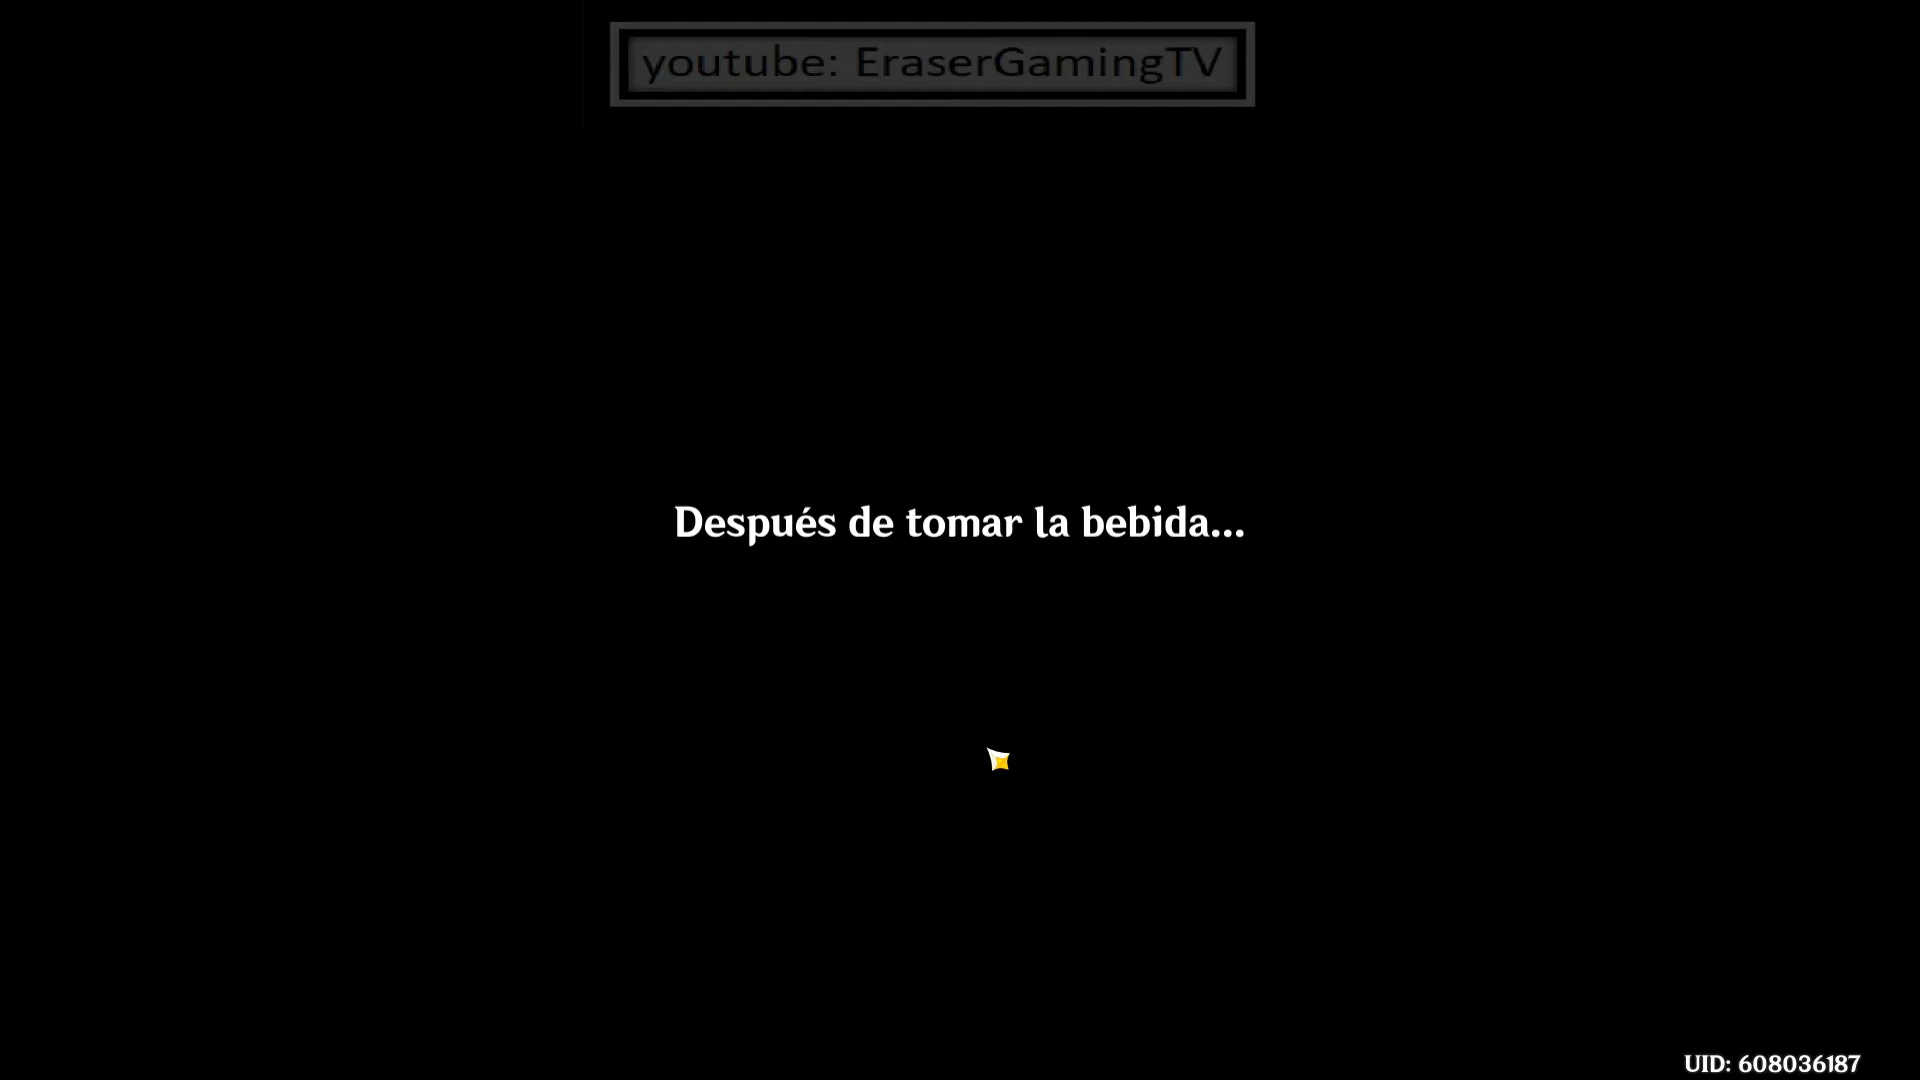 youtube: EraserGamingTV
Después de tomar la bebida...
UID: 608036187